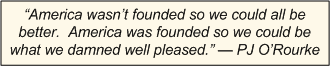 “America wasn’t founded so we could all be
better.  America was founded so we could be
what we damned well pleased.” — PJ O’Rourke